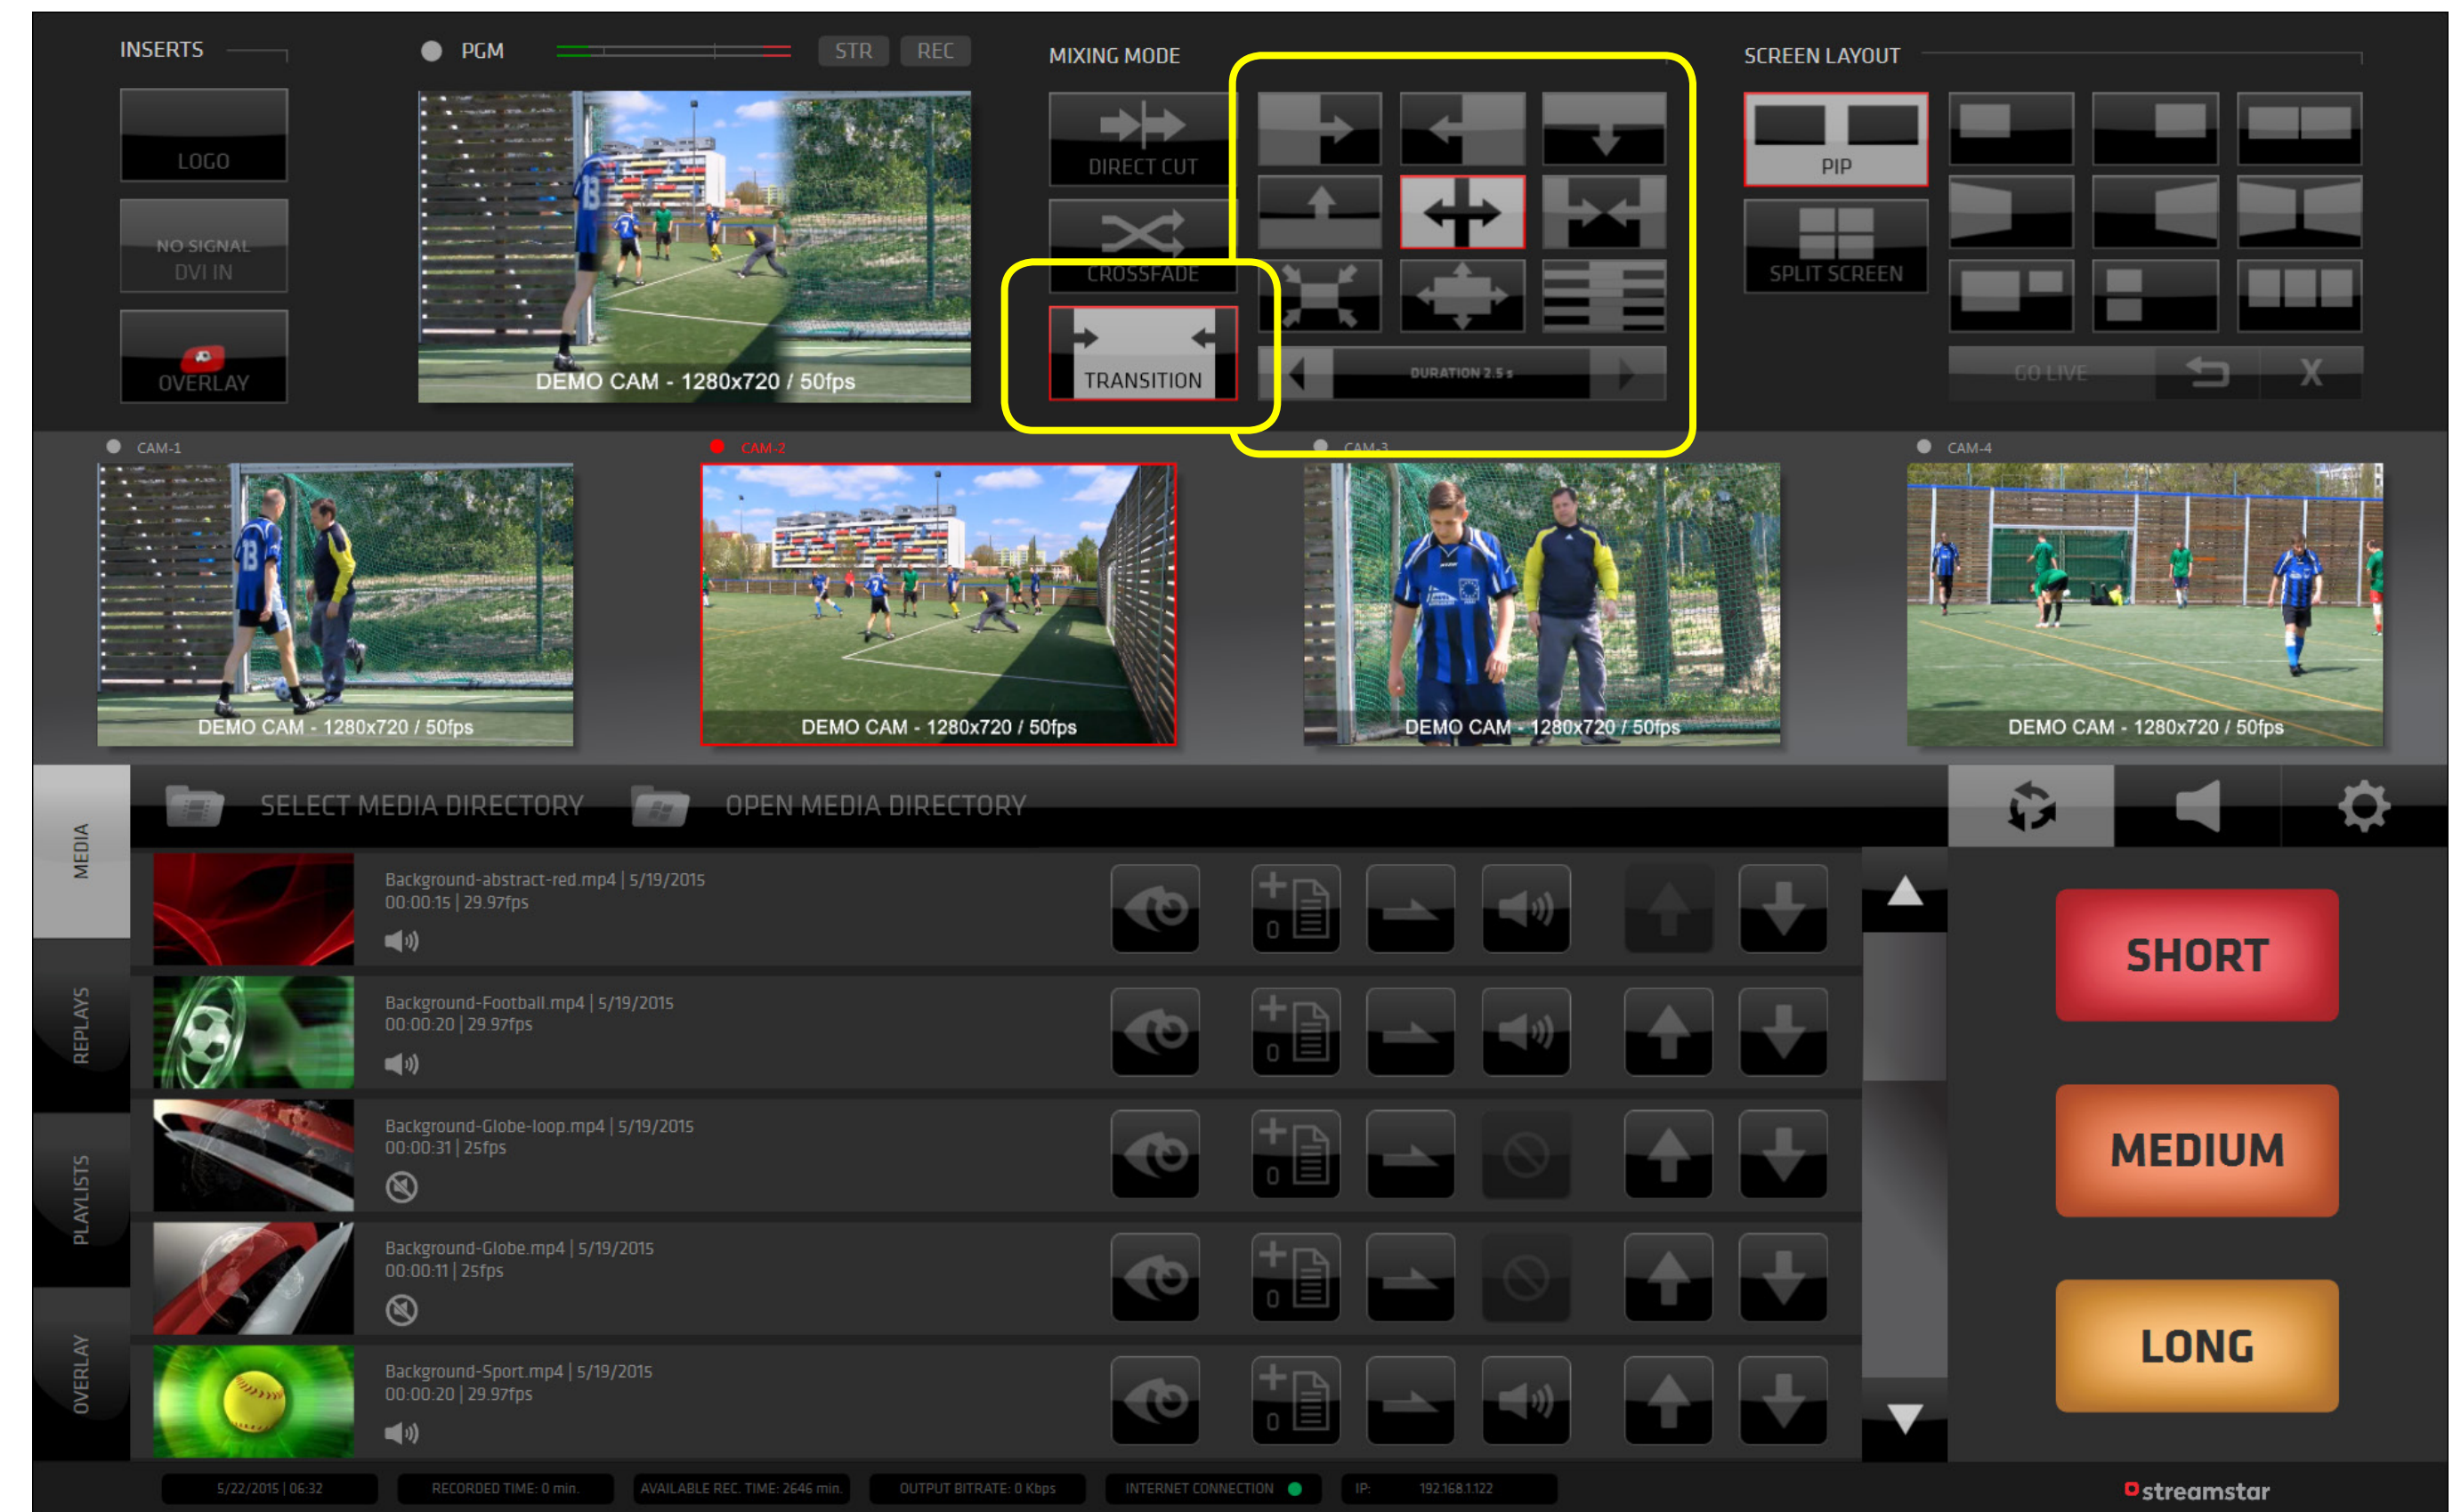 INSERTS
PGM
STR
REC
MIXING MODE
SCREEN LAYOUT
LOGO
NO SIGNAL
DVI IN
OVERLAY
DEMO CAM - 1280x720 / 50fps
DIRECT CUT
CROSSFADE
TRANSITION
DURATION 2.5 s
PIP
SPLIT SCREEN
GO LIVE
X
CAM-1
CAM-2
CAM-3
CAM-4
13
7
13
DEMO CAM - 1280x720 / 50fps
DEMO CAM - 1280x720 / 50fps
DEMO CAM - 1280x720 / 50fps
DEMO CAM - 1280x720 / 50fps
MEDIA
REPLAYS
PLAYLISTS
OVERLAY
SELECT MEDIA DIRECTORY
OPEN MEDIA DIRECTORY
Background-abstract-red.mp4 | 5/19/2015
00:00:15 | 29.97fps
0
Background-Football.mp4 | 5/19/2015
00:00:20 | 29.97fps
0
Background-Globe-loop.mp4 | 5/19/2015
00:00:31 | 25fps
0
Background-Globe.mp4 | 5/19/2015
00:00:11 | 25fps
0
Background-Sport.mp4 | 5/19/2015
00:00:20 | 29.97fps
0
SHORT
MEDIUM
LONG
5/22/2015 | 06:32
RECORDED TIME: 0 min.
AVAILABLE REC. TIME: 2646 min.
OUTPUT BITRATE: 0 Kbps
INTERNET CONNECTION
IP: 192.168.1.122
streamstar